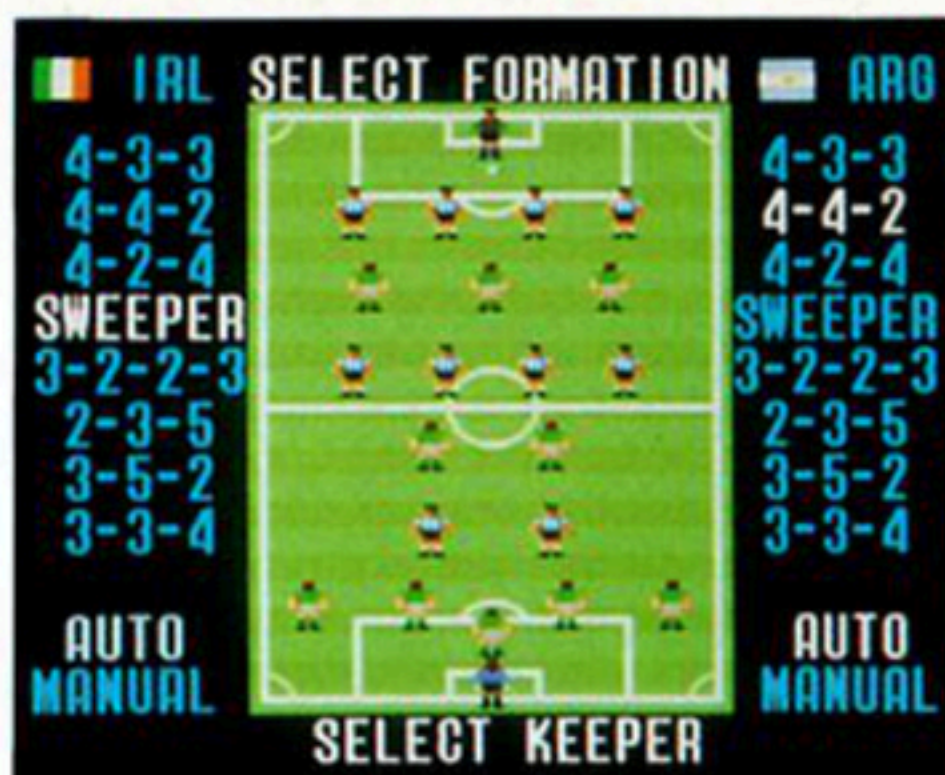 IRL SELECT FORMATION ARG
4-3-3 4-3-3
4-4-2 4-4-2
4-2-4 4-2-4
SWEEPER SWEEPER
3-2-2-3 3-2-2-3
2-3-5 2-3-5
3-5-2 3-5-2
3-3-4 3-3-4
AUTO AUTO
MANUAL MANUAL
SELECT KEEPER